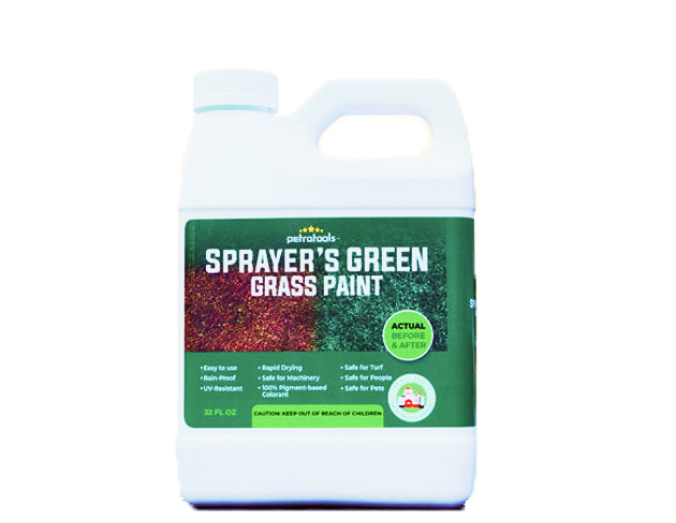 petratools
SPRAYER'S GREEN
GRASS PAINT
ACTUAL
BEFORE
& AFTER
• Easy to use
• Rain-Proof
• UV-Resistant
• Rapid Drying
• Safe for Machinery
• 100% Pigment-based
Colorant
• Safe for Turf
• Safe for People
• Safe for Pets
32 FL OZ
CAUTION: KEEP OUT OF BEACH OF CHILDREN
SPRAYE